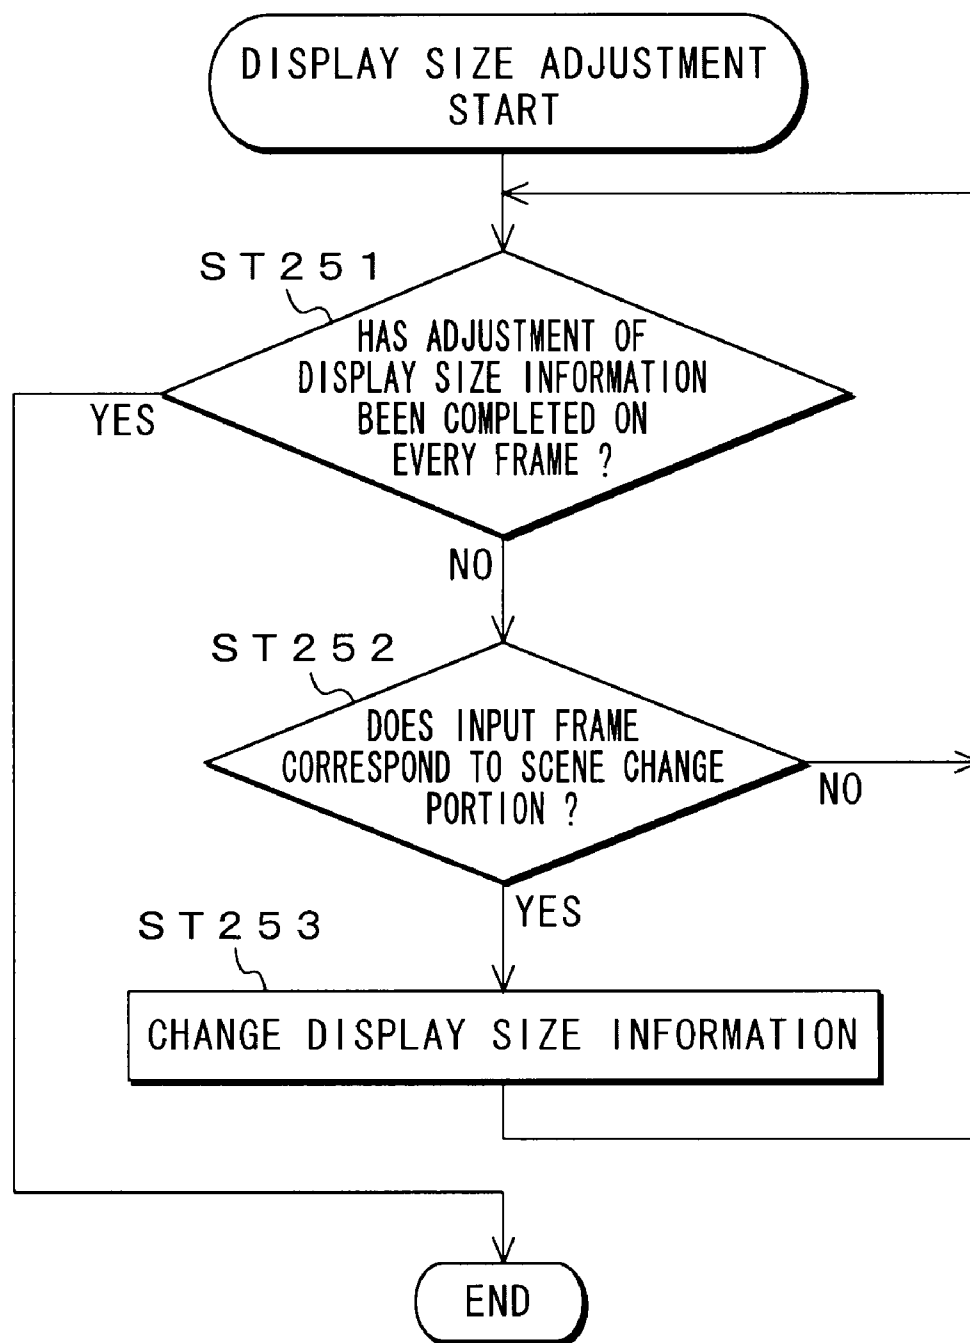 DISPLAY SIZE ADJUSTMENT
START
ST251
HAS ADJUSTMENT OF
DISPLAY SIZE INFORMATION
BEEN COMPLETED ON
EVERY FRAME ?
YES
NO
ST252
DOES INPUT FRAME
CORRESPOND TO SCENE CHANGE
PORTION ?
NO
YES
ST253
CHANGE DISPLAY SIZE INFORMATION
END